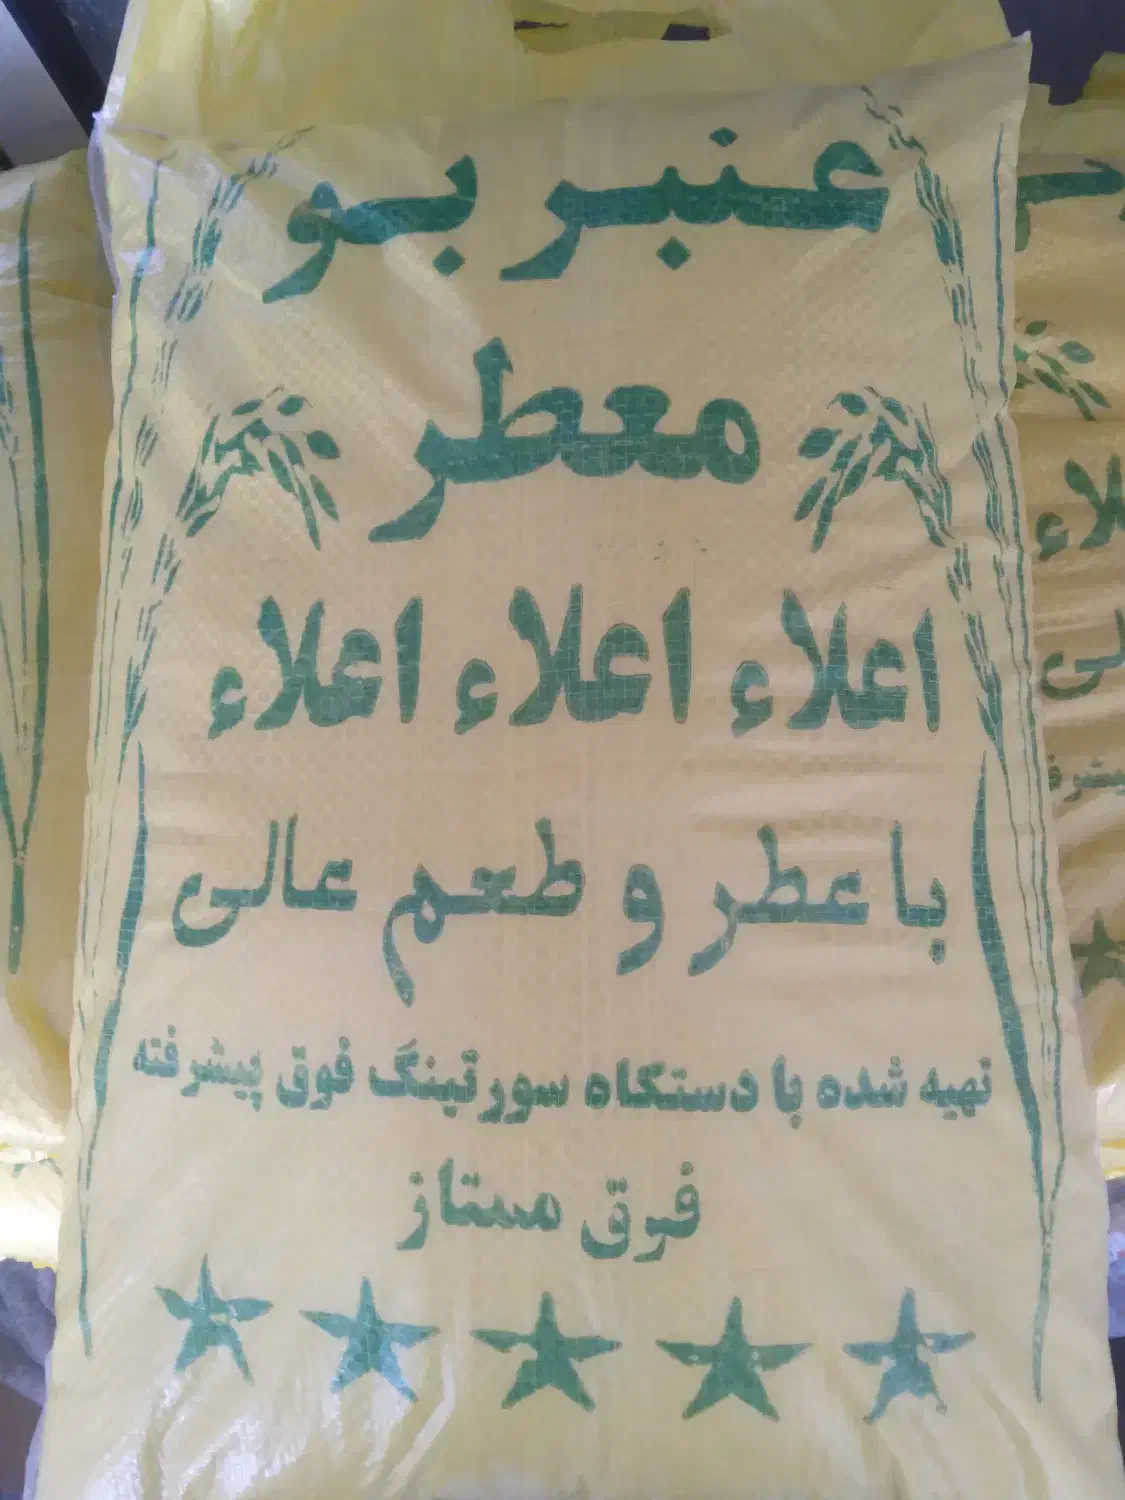 عنبر بو
معطر
اعلاء اعلاء اعلاء
با عطر و طعم عالی
تهیه شده با دستگاه سورتینگ فوق پیشرفته
فوق ممتاز